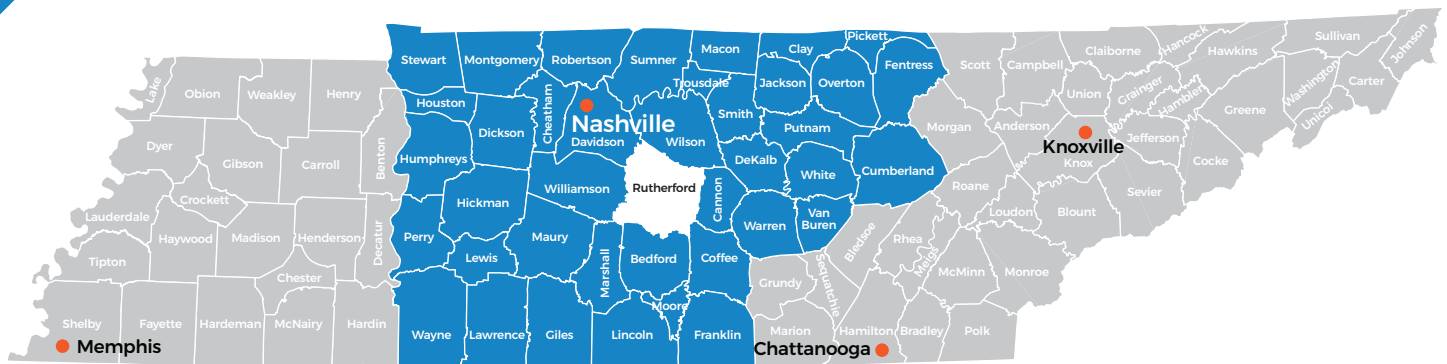 Lake
Obion
Weakley
Henry
Dyer
Gibson
Carroll
Benton
Crockett
Lauderdale
Haywood
Madison
Henderson
Decatur
Tipton
Chester
Shelby
Fayette
Hardeman
McNairy
Hardin
Memphis
Stewart
Montgomery
Robertson
Sumner
Macon
Clay
Pickett
Fentress
Trousdale
Jackson
Overton
Houston
Dickson
Cheatham
Nashville
Davidson
Wilson
Smith
Putnam
Humphreys
DeKalb
White
Cumberland
Williamson
Rutherford
Cannon
Hickman
Perry
Maury
Warren
Van
Buren
Lewis
Marshall
Bedford
Coffee
Moore
Wayne
Lawrence
Giles
Lincoln
Franklin
Scott
Campbell
Claiborne
Hancock
Hawkins
Sullivan
Johnson
Union
Grainger
Hamblen
Washington
Carter
Unicoi
Greene
Morgan
Anderson
Knoxville
Knox
Jefferson
Cocke
Roane
Loudon
Blount
Sevier
Bledsoe
Rhea
Meigs
McMinn
Monroe
Grundy
Sequatchie
Marion
Hamilton
Bradley
Polk
Chattanooga